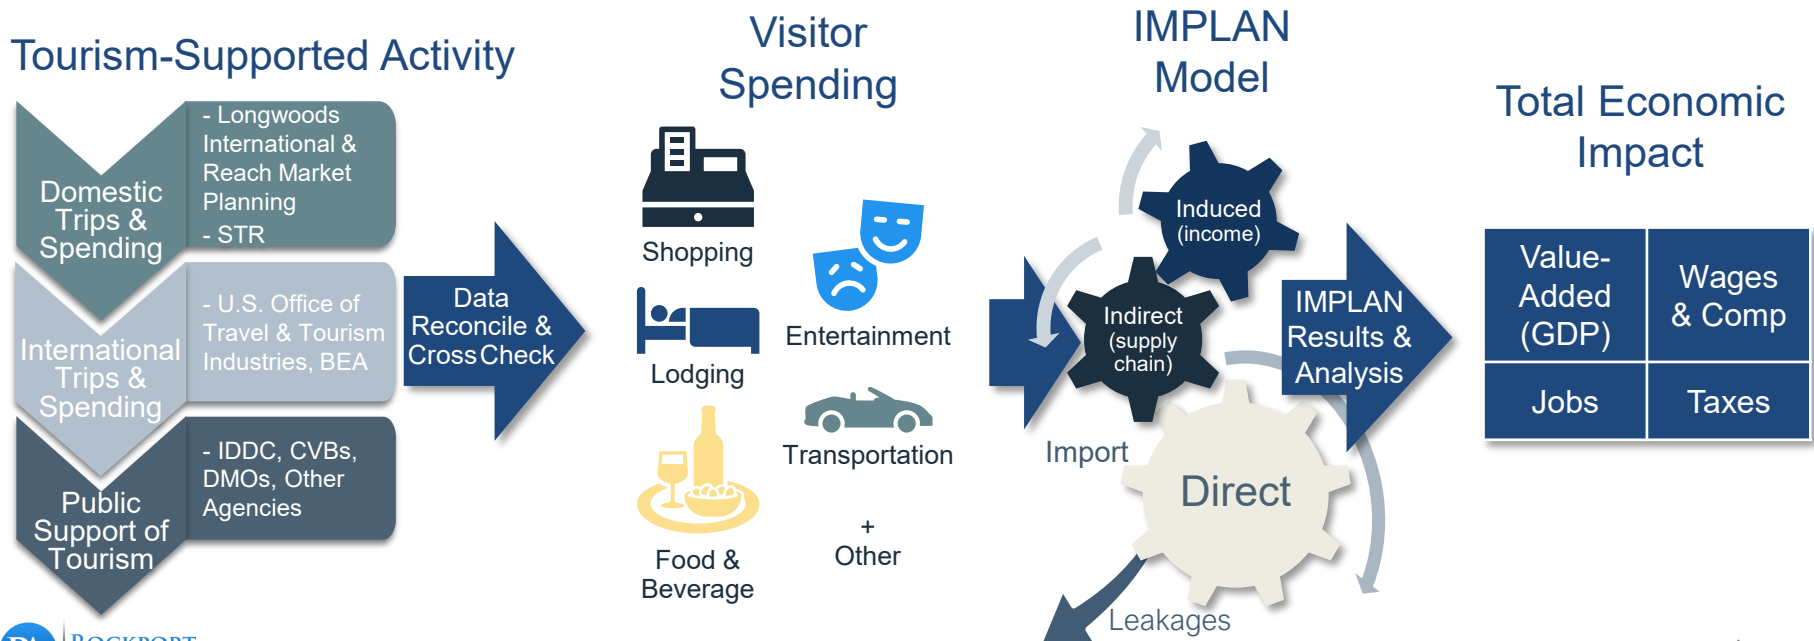 Tourism-Supported Activity
Domestic
Trips &
Spending
- Longwoods
International &
Reach Market
Planning
- STR
International
Trips &
Spending
- U.S. Office of
Travel & Tourism
Industries, BEA
Public
Support of
Tourism
- IDDC, CVBs,
DMOs, Other
Agencies
Data
Reconcile &
Cross Check
Visitor
Spending
Shopping
Entertainment
Lodging
Transportation
Food &
Beverage
+
Other
IMPLAN
Model
Induced
(income)
Indirect
(supply
chain)
Direct
Import
Leakages
IMPLAN
Results &
Analysis
Total Economic
Impact
Value-
Added
(GDP)
Wages
& Comp
Jobs
Taxes